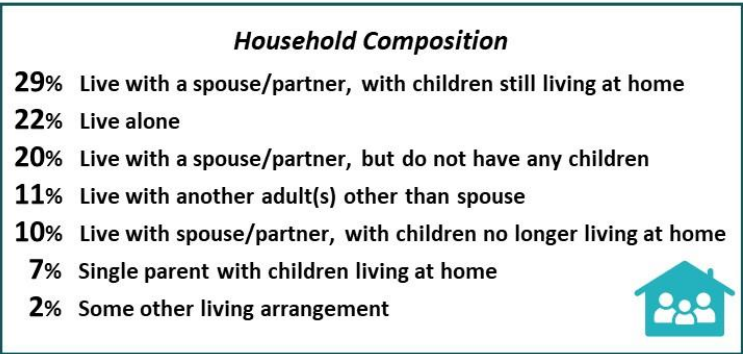 Household Composition
29% Live with a spouse/partner, with children still living at home
22% Live alone
20% Live with a spouse/partner, but do not have any children
11% Live with another adult(s) other than spouse
10% Live with spouse/partner, with children no longer living at home
7% Single parent with children living at home
2% Some other living arrangement